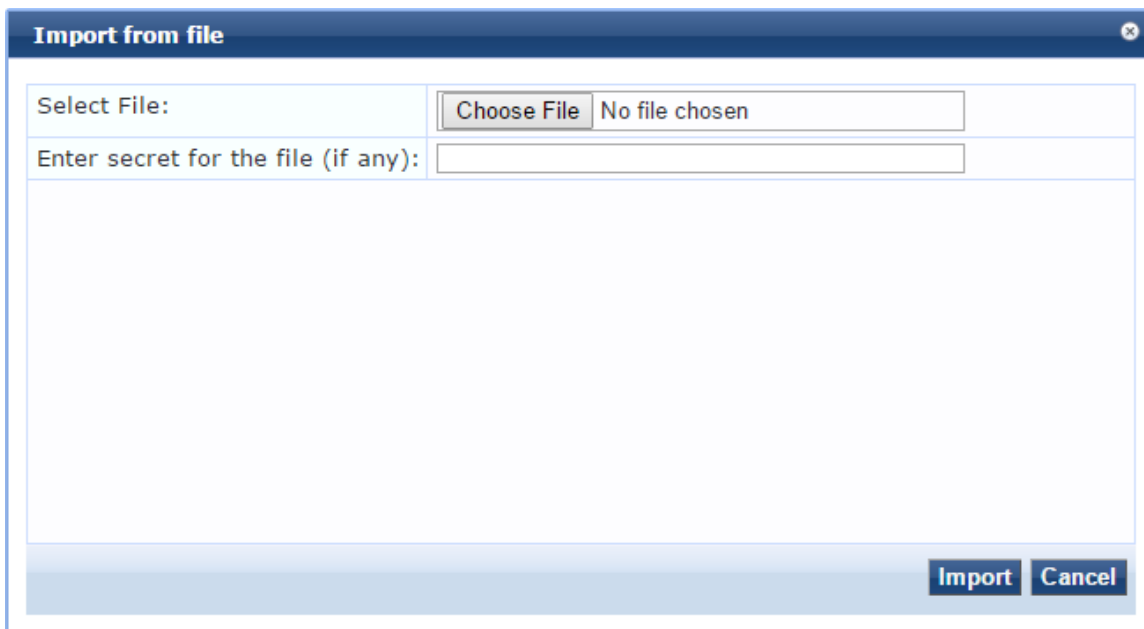 Import from file
Select File: Choose File No file chosen
Enter secret for the file (if any):
Import Cancel